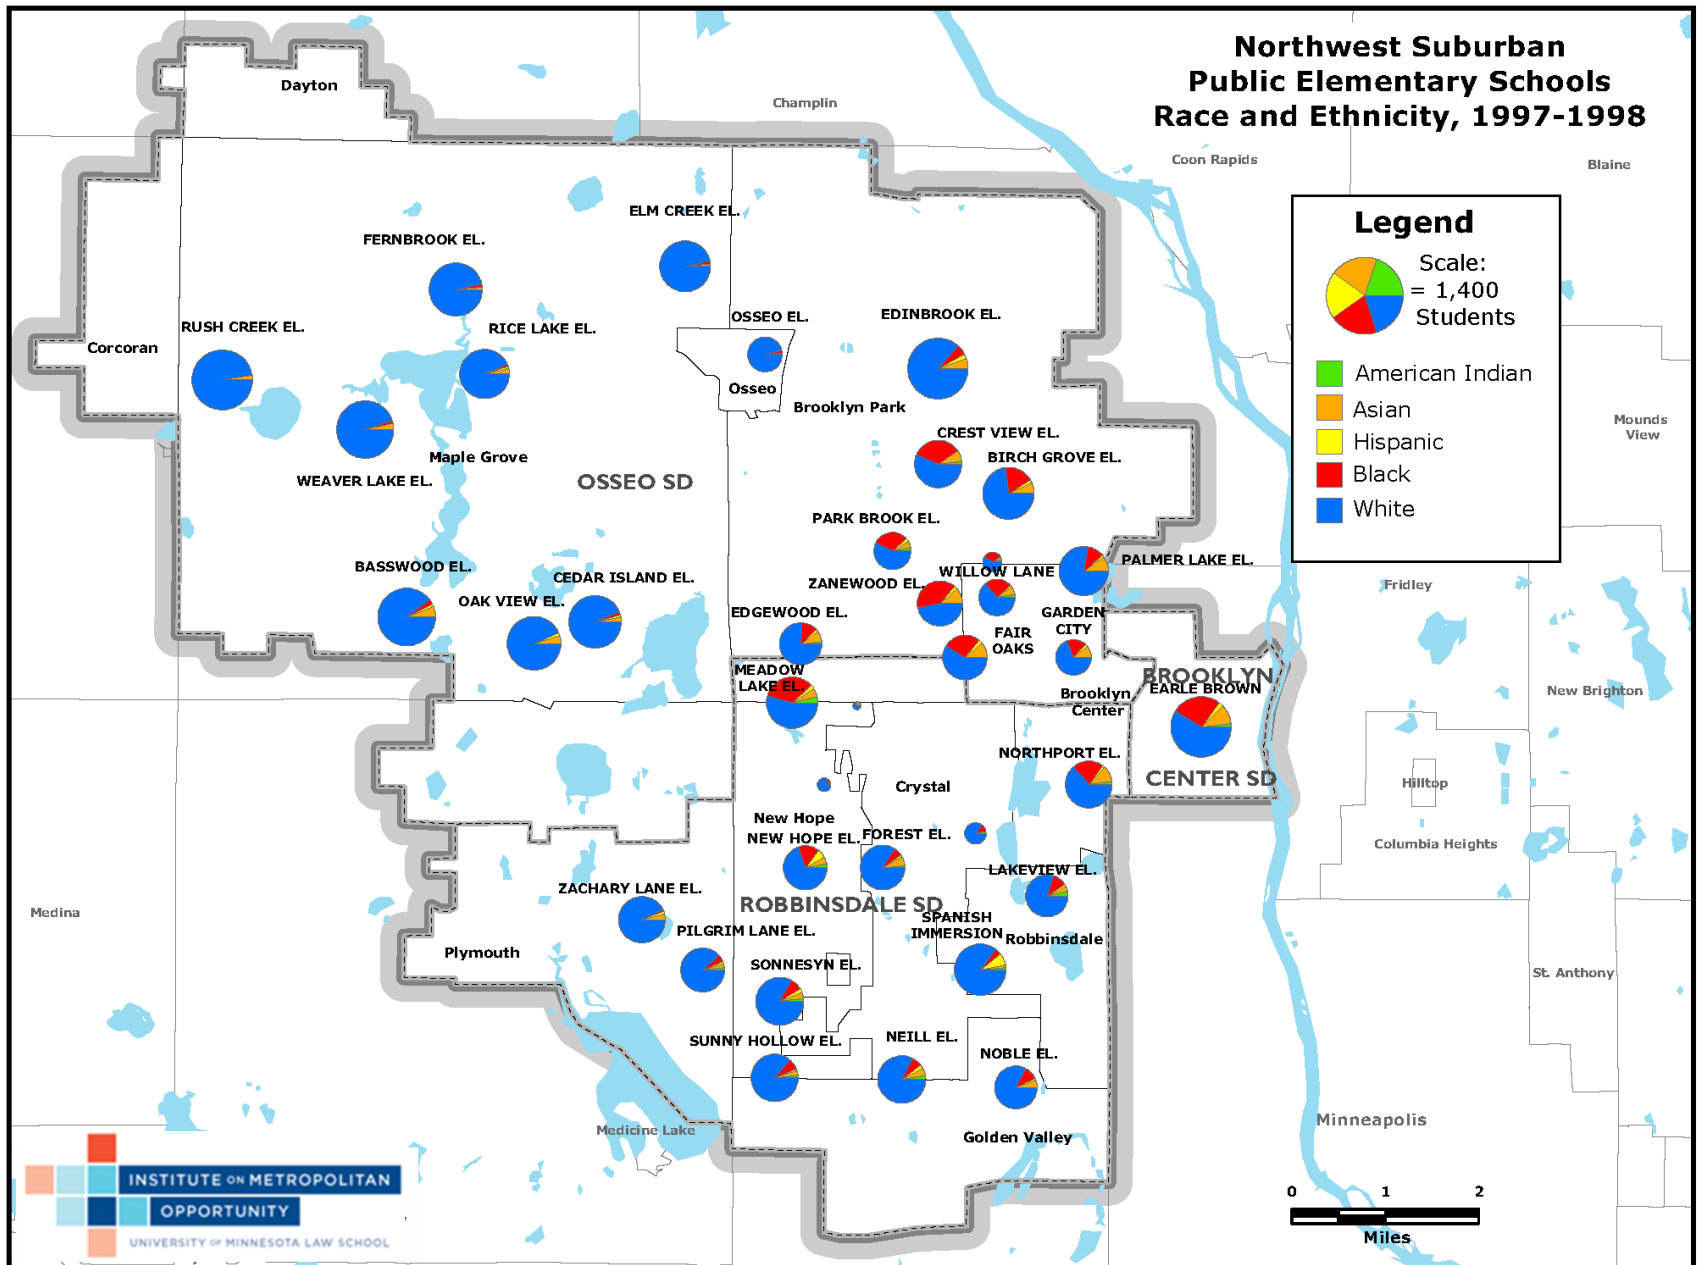 Northwest Suburban
Public Elementary Schools
Race and Ethnicity, 1997-1998
Dayton
Champlin
Coon Rapids
Blaine
Legend
Scale:
= 1,400
Students
American Indian
Asian
Hispanic
Black
White
ELM CREEK EL.
FERNBROOK EL.
RUSH CREEK EL.
RICE LAKE EL.
OSSEO EL.
EDINBROOK EL.
Corcoran
Osseo
Brooklyn Park
Mounds
View
CREST VIEW EL.
BIRCH GROVE EL.
Maple Grove
WEAVER LAKE EL.
OSSEO SD
PARK BROOK EL.
BASSWOOD EL.
CEDAR ISLAND EL.
OAK VIEW EL.
ZANEWOOD EL.
WILLOW LANE
PALMER LAKE EL.
Fridley
EDGEWOOD EL.
GARDEN
CITY
FAIR
OAKS
MEADOW
LAKE EL.
BROOKLYN
EARLE BROWN
Brooklyn
Center
New Brighton
NORTHPORT EL.
CENTER SD
Hilltop
Crystal
New Hope
NEW HOPE EL.
FOREST EL.
Columbia Heights
LAKEVIEW EL.
ZACHARY LANE EL.
ROBBINSDALE SD
Medina
SPANISH
IMMERSION
PILGRIM LANE EL.
Robbinsdale
Plymouth
SONNESYN EL.
St. Anthony
SUNNY HOLLOW EL.
NEILL EL.
NOBLE EL.
Medicine Lake
Golden Valley
Minneapolis
INSTITUTE ON METROPOLITAN
OPPORTUNITY
UNIVERSITY OF MINNESOTA LAW SCHOOL
0 1 2
Miles